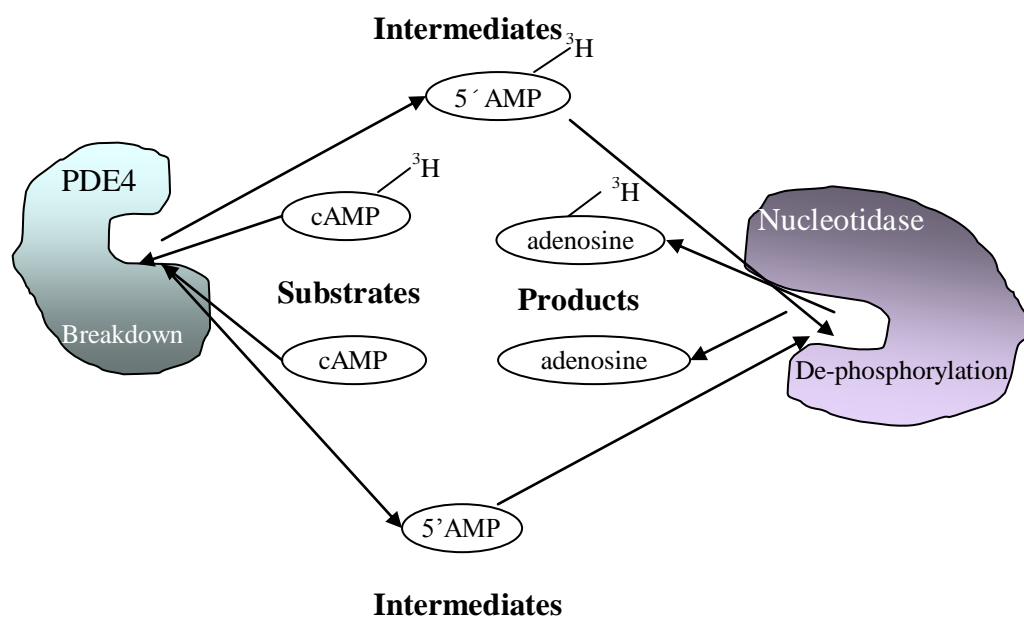 Intermediates
³H
5´ AMP
PDE4
³H
cAMP
³H
adenosine
Nucleotidase
Substrates
Products
Breakdown
cAMP
adenosine
De-phosphorylation
5’AMP
Intermediates